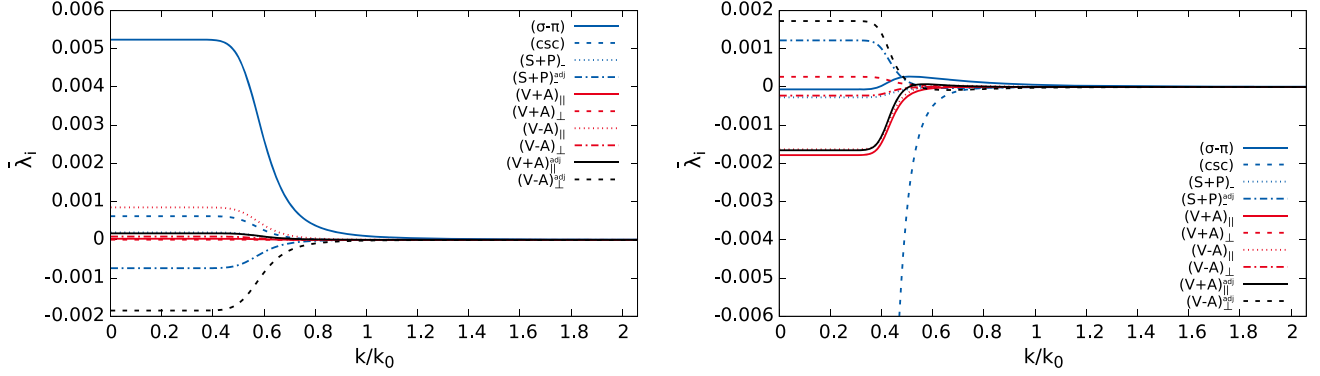 0.006
0.005
0.004
0.003
0.002
0.001
0
-0.001
-0.002
λ̄ᵢ
(σ-π)
(csc)
(S+P)₋
(S+P)₋ᵃᵈʲ
(V+A)∥
(V+A)⊥
(V-A)∥
(V-A)⊥
(V+A)∥ᵃᵈʲ
(V-A)⊥ᵃᵈʲ
0 0.2 0.4 0.6 0.8 1 1.2 1.4 1.6 1.8 2
k/k₀
0.002
0.001
0
-0.001
-0.002
-0.003
-0.004
-0.005
-0.006
λ̄ᵢ
(σ-π)
(csc)
(S+P)₋
(S+P)₋ᵃᵈʲ
(V+A)∥
(V+A)⊥
(V-A)∥
(V-A)⊥
(V+A)∥ᵃᵈʲ
(V-A)⊥ᵃᵈʲ
0 0.2 0.4 0.6 0.8 1 1.2 1.4 1.6 1.8 2
k/k₀